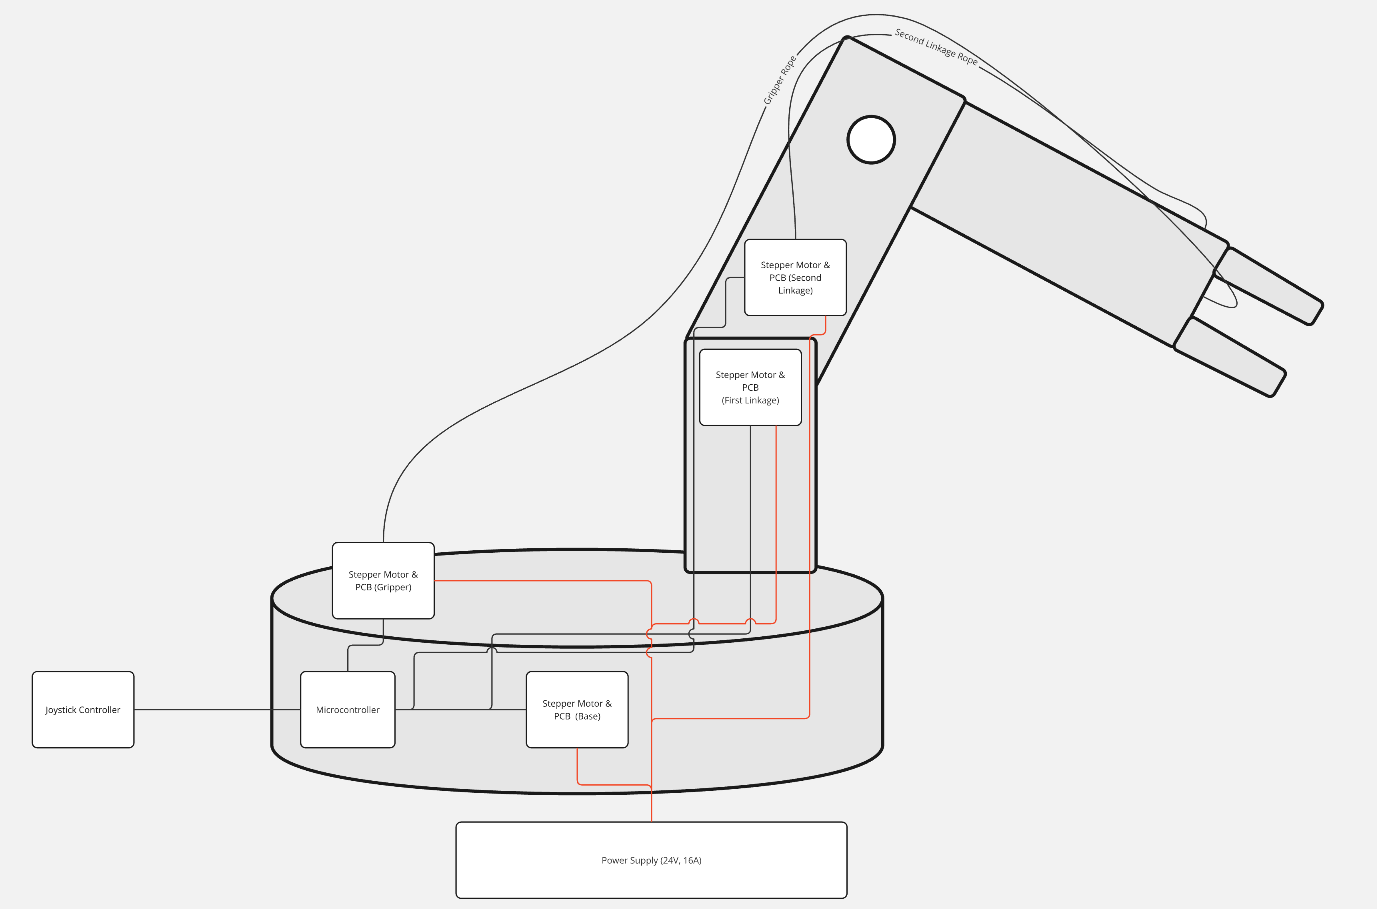 Second Linkage Rope
Gripper Rope
Stepper Motor &
PCB (Second
Linkage)
Stepper Motor &
PCB
(First Linkage)
Stepper Motor &
PCB (Gripper)
Joystick Controller
Microcontroller
Stepper Motor &
PCB  (Base)
Power Supply (24V, 16A)